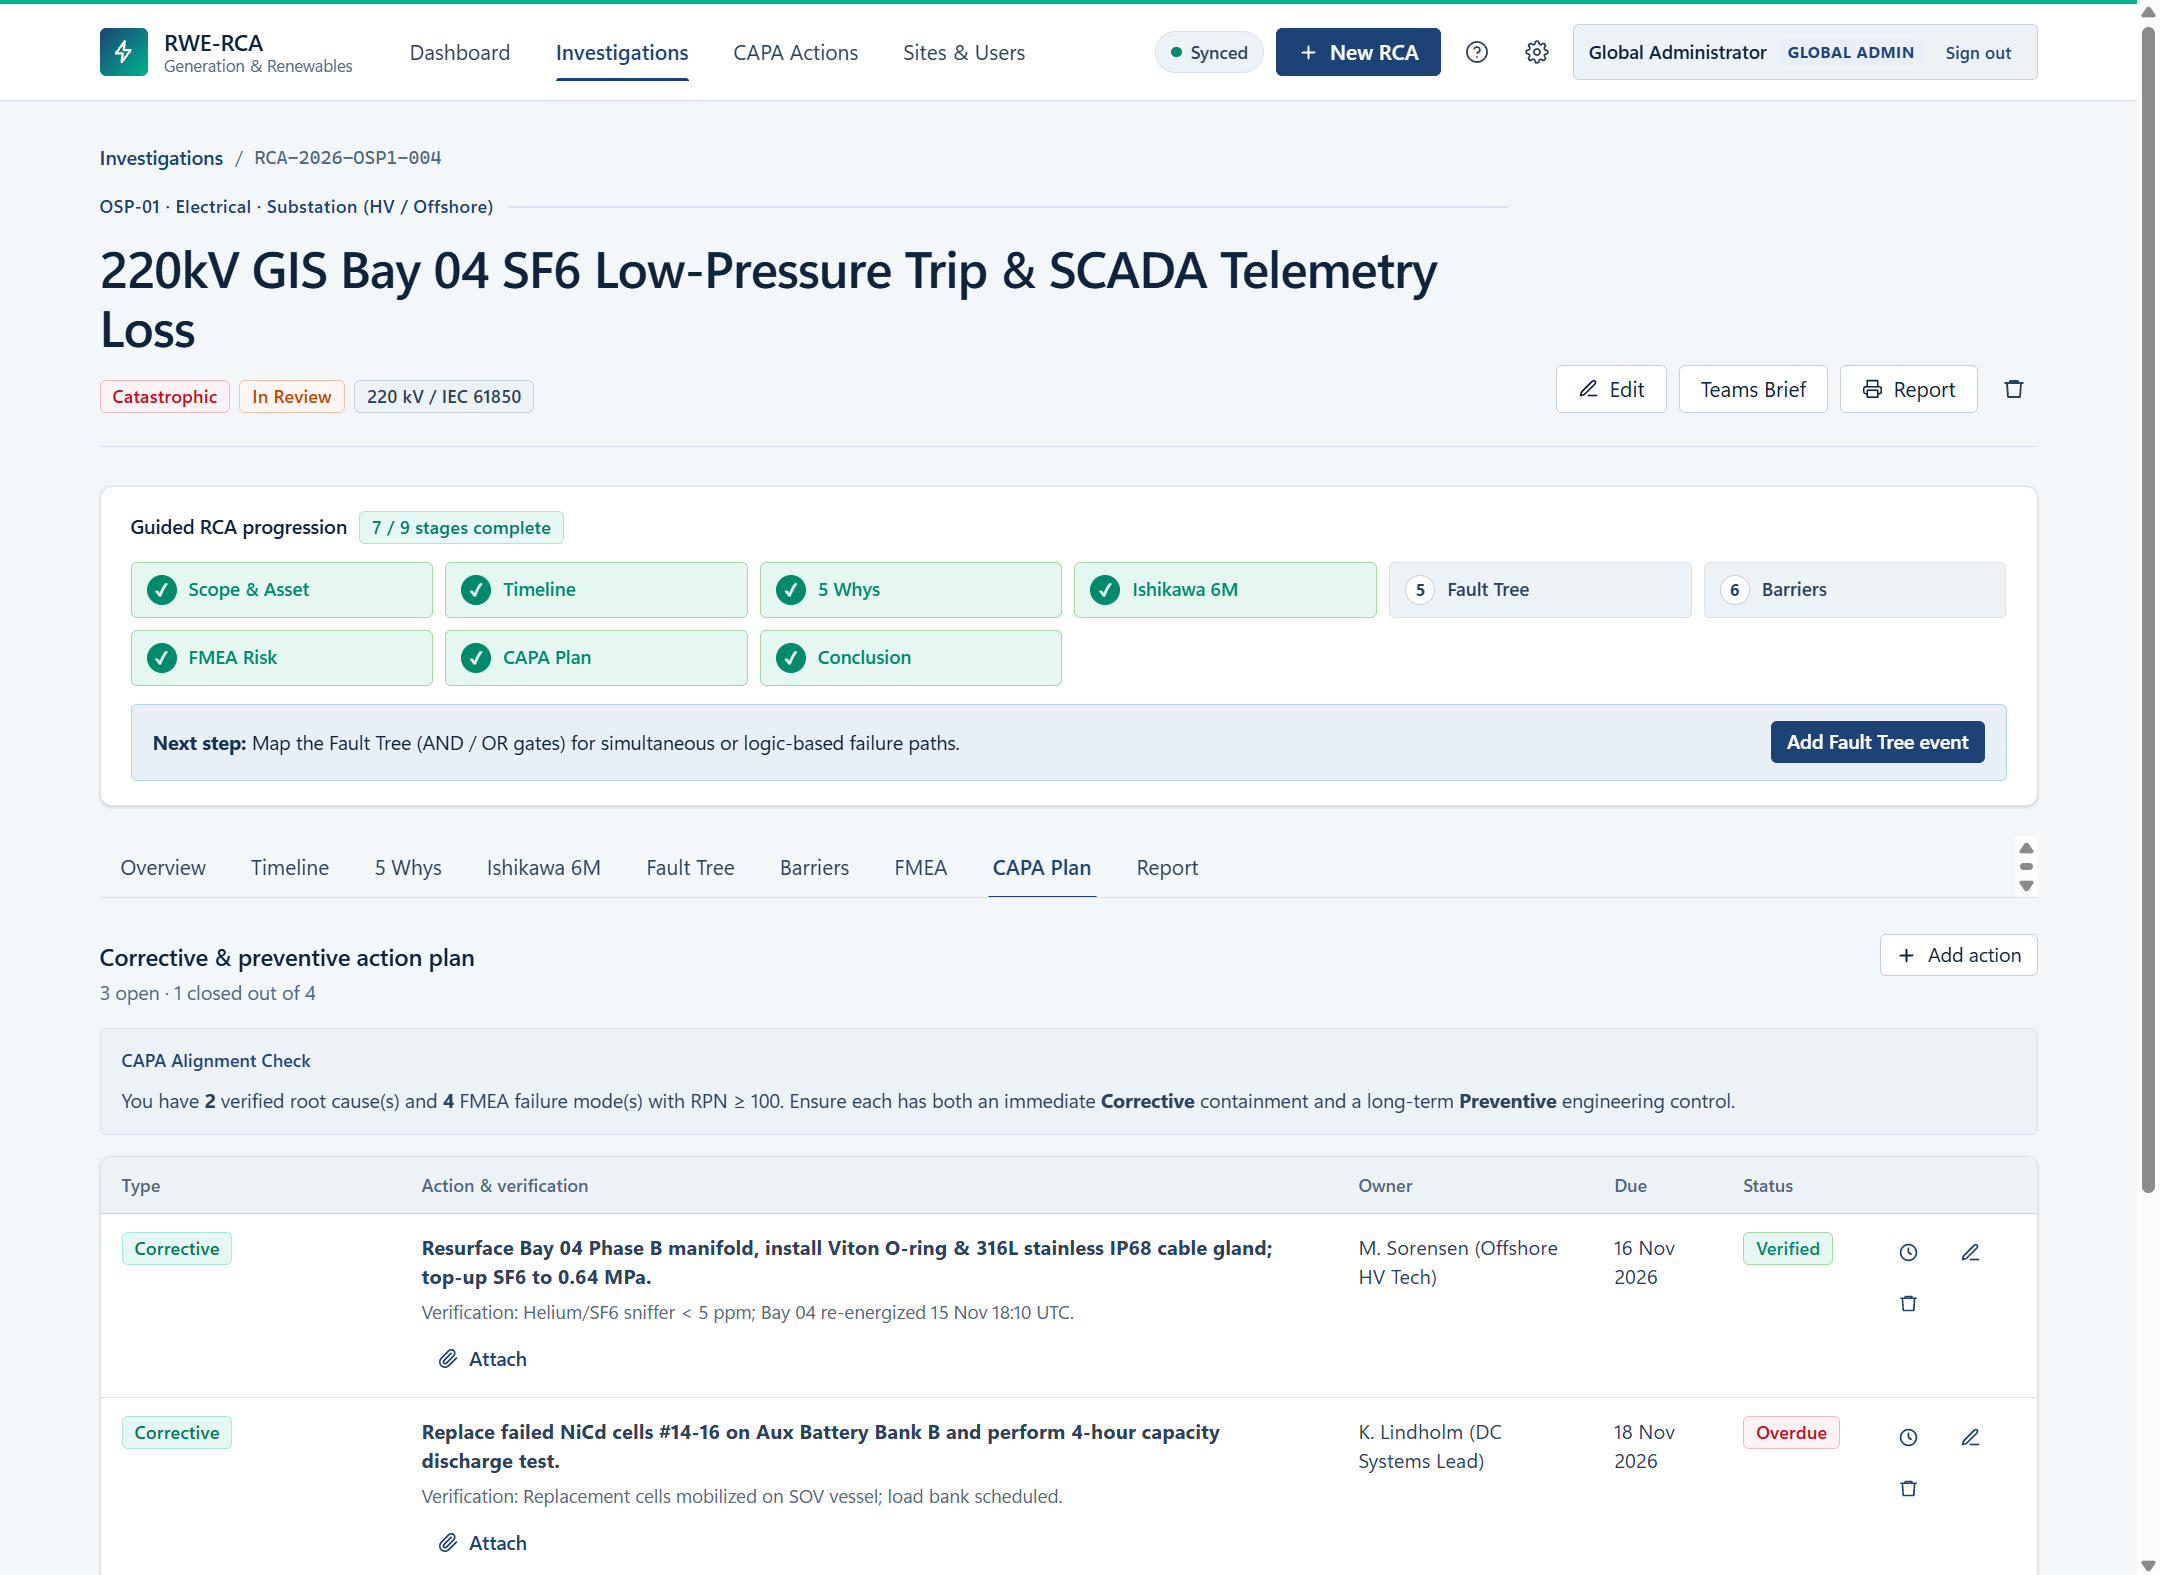 RWE-RCA
Generation & Renewables
Dashboard
Investigations
CAPA Actions
Sites & Users
Synced
+ New RCA
Global Administrator
GLOBAL ADMIN
Sign out
Investigations / RCA-2026-OSP1-004
OSP-01 · Electrical · Substation (HV / Offshore)
220kV GIS Bay 04 SF6 Low-Pressure Trip & SCADA Telemetry
Loss
Catastrophic
In Review
220 kV / IEC 61850
Edit
Teams Brief
Report
Guided RCA progression
7 / 9 stages complete
Scope & Asset
Timeline
5 Whys
Ishikawa 6M
5 Fault Tree
6 Barriers
FMEA Risk
CAPA Plan
Conclusion
Next step: Map the Fault Tree (AND / OR gates) for simultaneous or logic-based failure paths.
Add Fault Tree event
Overview
Timeline
5 Whys
Ishikawa 6M
Fault Tree
Barriers
FMEA
CAPA Plan
Report
Corrective & preventive action plan
3 open · 1 closed out of 4
+ Add action
CAPA Alignment Check
You have 2 verified root cause(s) and 4 FMEA failure mode(s) with RPN ≥ 100. Ensure each has both an immediate Corrective containment and a long-term Preventive engineering control.
Type
Action & verification
Owner
Due
Status
Corrective
Resurface Bay 04 Phase B manifold, install Viton O-ring & 316L stainless IP68 cable gland;
top-up SF6 to 0.64 MPa.
Verification: Helium/SF6 sniffer < 5 ppm; Bay 04 re-energized 15 Nov 18:10 UTC.
Attach
M. Sorensen (Offshore
HV Tech)
16 Nov
2026
Verified
Corrective
Replace failed NiCd cells #14-16 on Aux Battery Bank B and perform 4-hour capacity
discharge test.
Verification: Replacement cells mobilized on SOV vessel; load bank scheduled.
Attach
K. Lindholm (DC
Systems Lead)
18 Nov
2026
Overdue